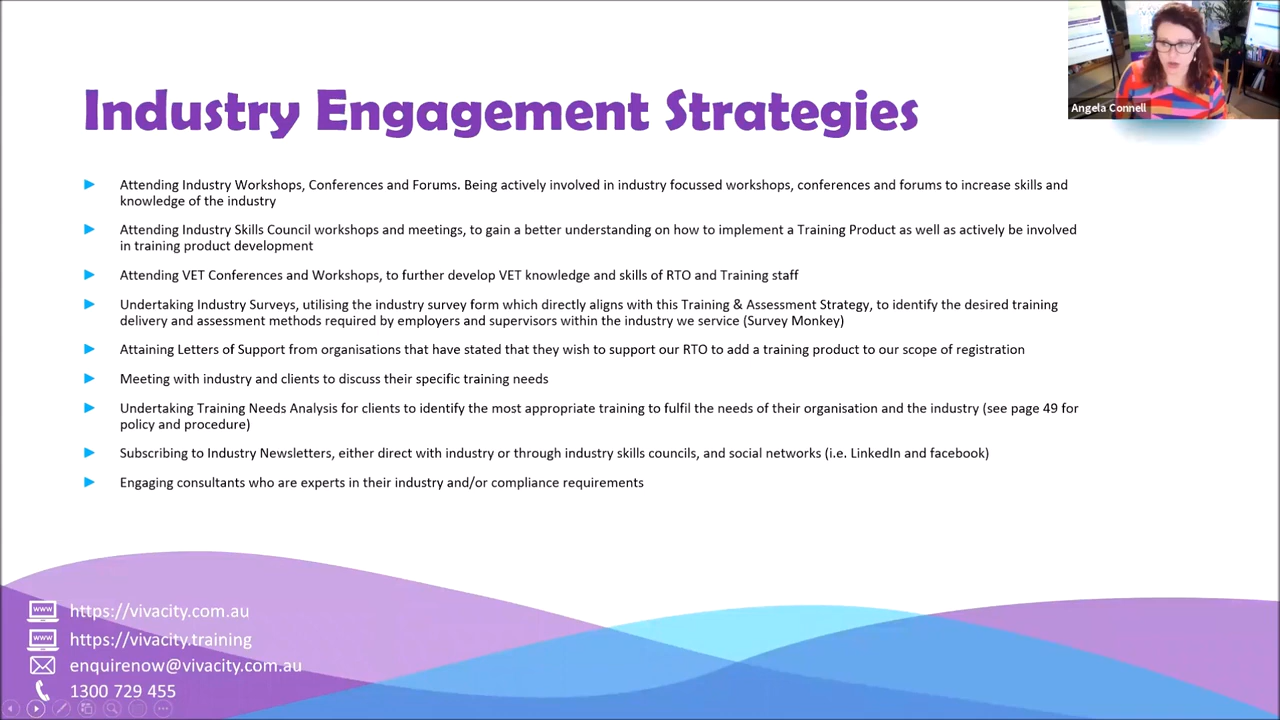 Angela Connell
Industry Engagement Strategies
Attending Industry Workshops, Conferences and Forums. Being actively involved in industry focussed workshops, conferences and forums to increase skills and
knowledge of the industry
Attending Industry Skills Council workshops and meetings, to gain a better understanding on how to implement a Training Product as well as actively be involved
in training product development
Attending VET Conferences and Workshops, to further develop VET knowledge and skills of RTO and Training staff
Undertaking Industry Surveys, utilising the industry survey form which directly aligns with this Training & Assessment Strategy, to identify the desired training
delivery and assessment methods required by employers and supervisors within the industry we service (Survey Monkey)
Attaining Letters of Support from organisations that have stated that they wish to support our RTO to add a training product to our scope of registration
Meeting with industry and clients to discuss their specific training needs
Undertaking Training Needs Analysis for clients to identify the most appropriate training to fulfil the needs of their organisation and the industry (see page 49 for
policy and procedure)
Subscribing to Industry Newsletters, either direct with industry or through industry skills councils, and social networks (i.e. LinkedIn and facebook)
Engaging consultants who are experts in their industry and/or compliance requirements
www https://vivacity.com.au
www https://vivacity.training
enquirenow@vivacity.com.au
1300 729 455